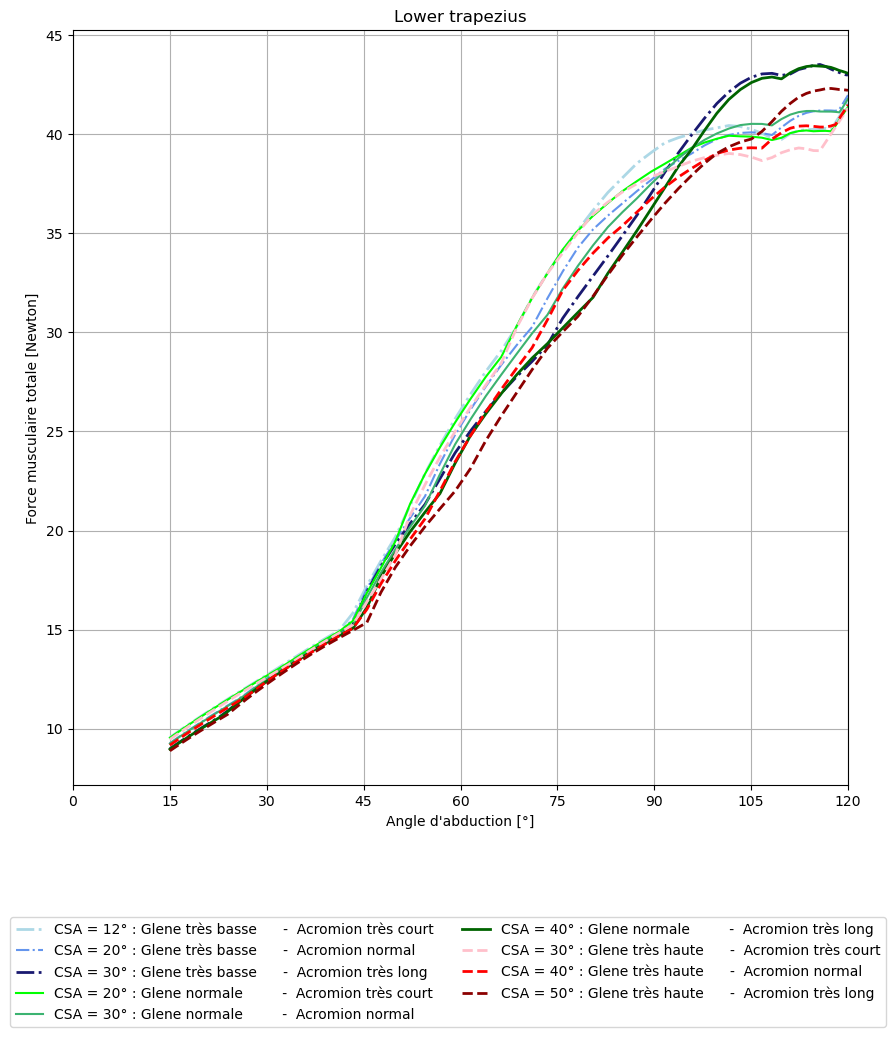 Lower trapezius
45
40
35
30
25
20
15
10
Force musculaire totale [Newton]
0 15 30 45 60 75 90 105 120
Angle d'abduction [°]
CSA = 12° : Glene très basse - Acromion très court
CSA = 20° : Glene très basse - Acromion normal
CSA = 30° : Glene très basse - Acromion très long
CSA = 20° : Glene normale - Acromion très court
CSA = 30° : Glene normale - Acromion normal
CSA = 40° : Glene normale - Acromion très long
CSA = 30° : Glene très haute - Acromion très court
CSA = 40° : Glene très haute - Acromion normal
CSA = 50° : Glene très haute - Acromion très long